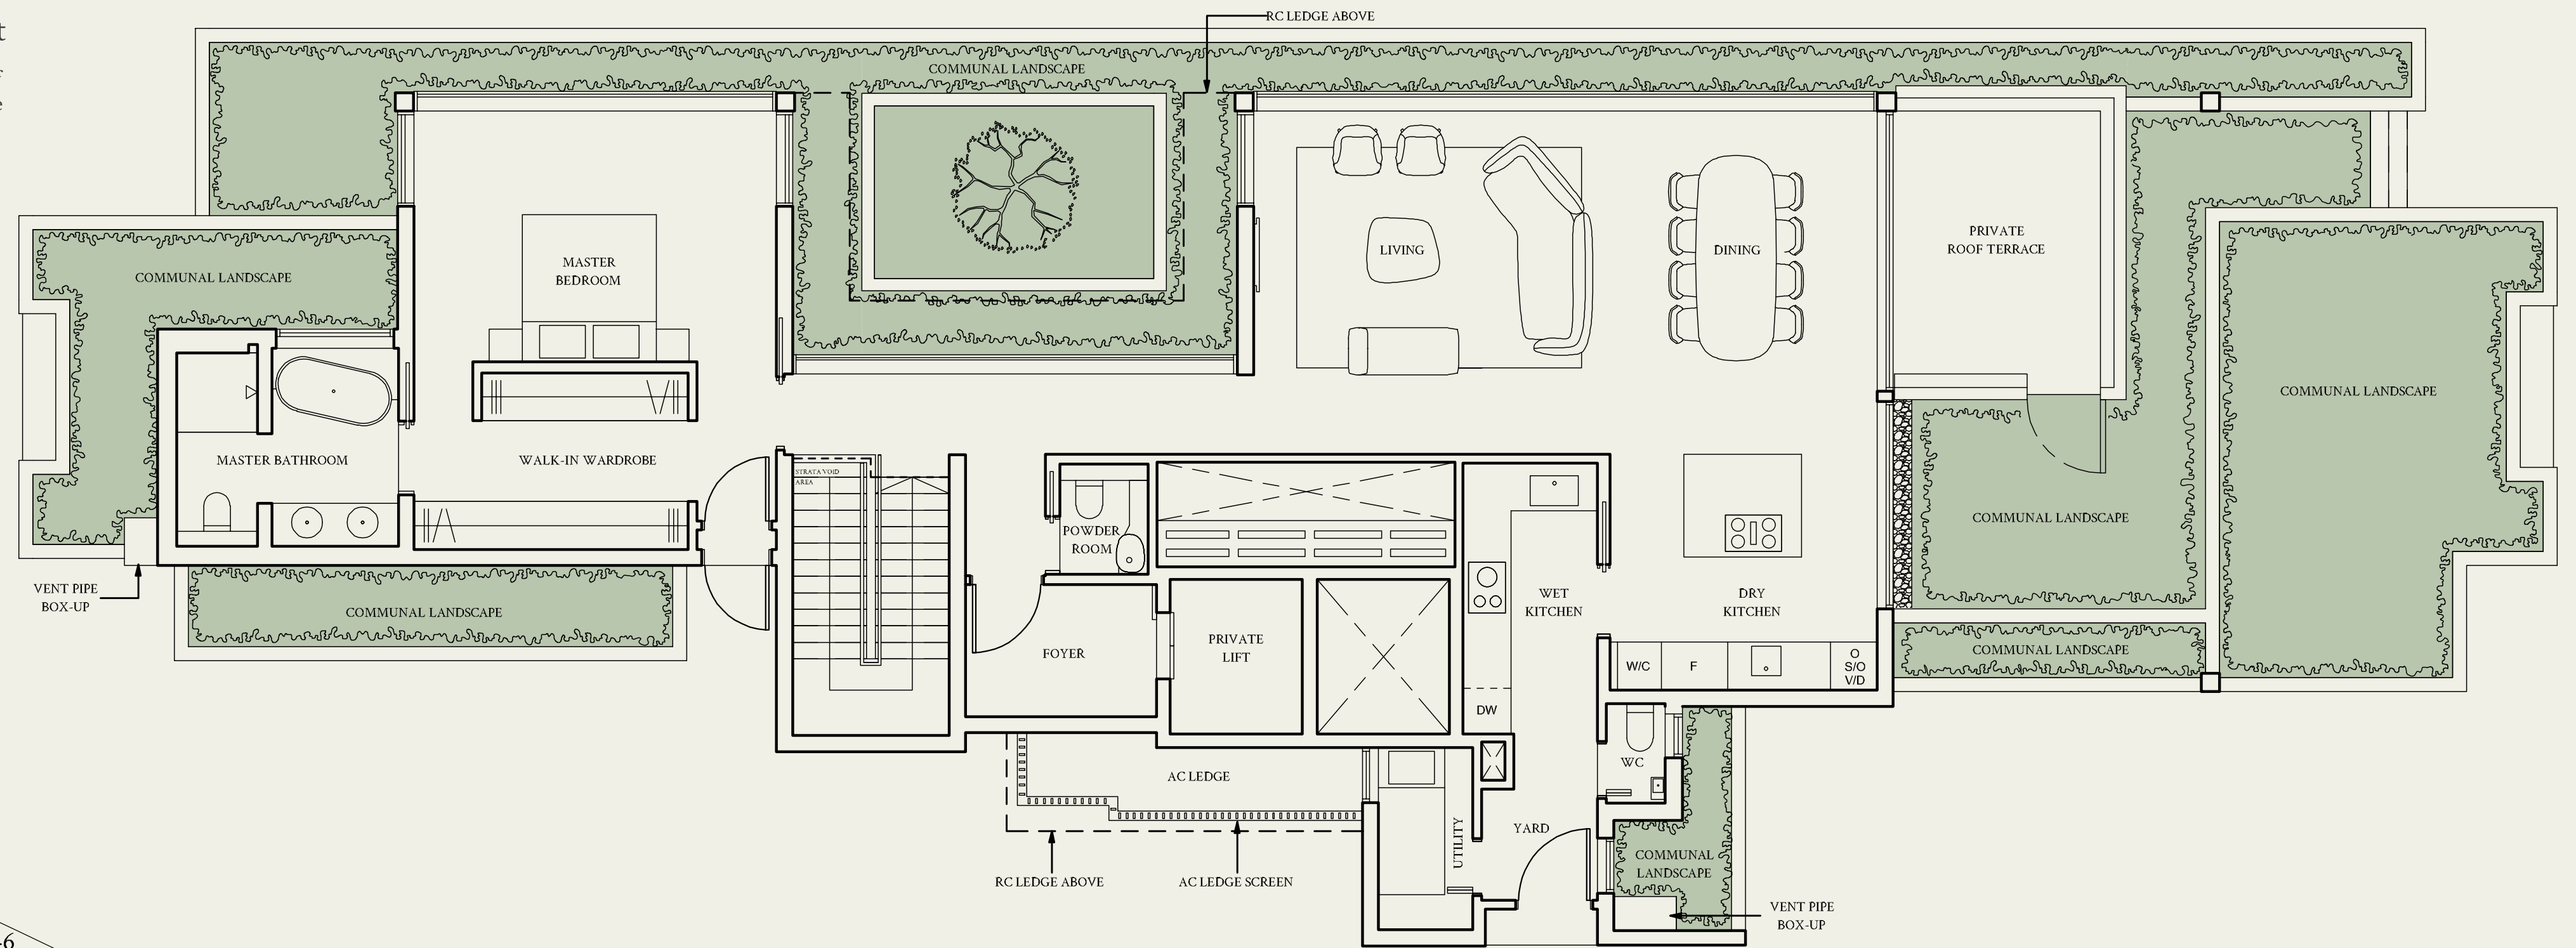 RC LEDGE ABOVE
COMMUNAL LANDSCAPE
COMMUNAL LANDSCAPE
MASTER
BEDROOM
LIVING
DINING
PRIVATE
ROOF TERRACE
COMMUNAL LANDSCAPE
MASTER BATHROOM
WALK-IN WARDROBE
STRATA VOID
AREA
POWDER
ROOM
COMMUNAL LANDSCAPE
VENT PIPE
BOX-UP
COMMUNAL LANDSCAPE
WET
KITCHEN
DRY
KITCHEN
FOYER
PRIVATE
LIFT
COMMUNAL LANDSCAPE
W/C
F
O
S/O
V/D
DW
WC
AC LEDGE
UTILITY
YARD
COMMUNAL
LANDSCAPE
RC LEDGE ABOVE
AC LEDGE SCREEN
VENT PIPE
BOX-UP